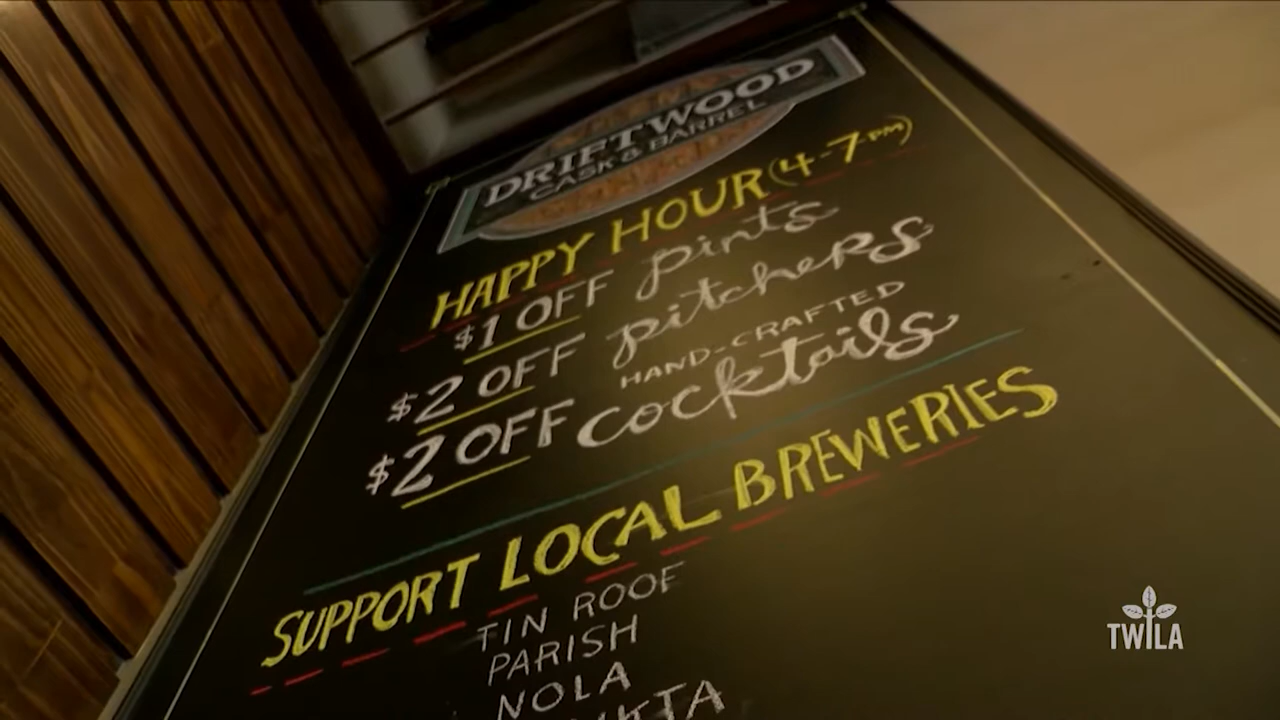 DRIFTWOOD
CASK & BARREL
HAPPY HOUR (4-7PM)
$1 OFF pints
$2 OFF pitchers
$2 OFF HAND-CRAFTED cocktails
SUPPORT LOCAL BREWERIES
TIN ROOF
PARISH
NOLA
TWILA